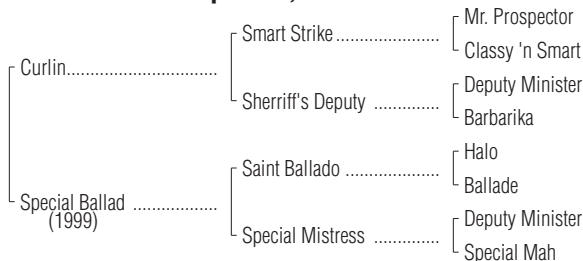 Mr. Prospector
Smart Strike ....................
Classy 'n Smart
Curlin................................
Deputy Minister
Sherriff's Deputy ..............
Barbarika
Halo
Saint Ballado ....................
Ballade
Special Ballad ..................
(1999)
Deputy Minister
Special Mistress ..............
Special Mah